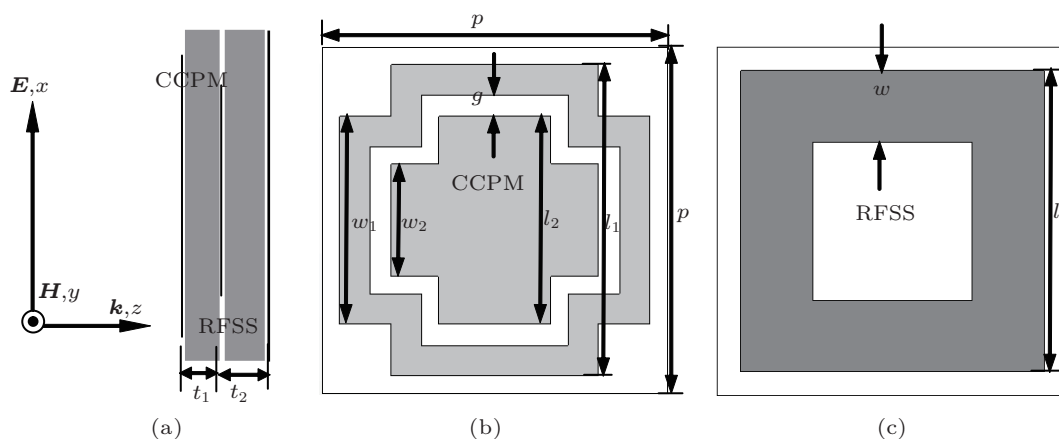 E,x
H,y
k,z
CCPM
RFSS
t₁
t₂
(a)
p
g
w₁
w₂
CCPM
l₂
l₁
p
(b)
w
RFSS
l
(c)